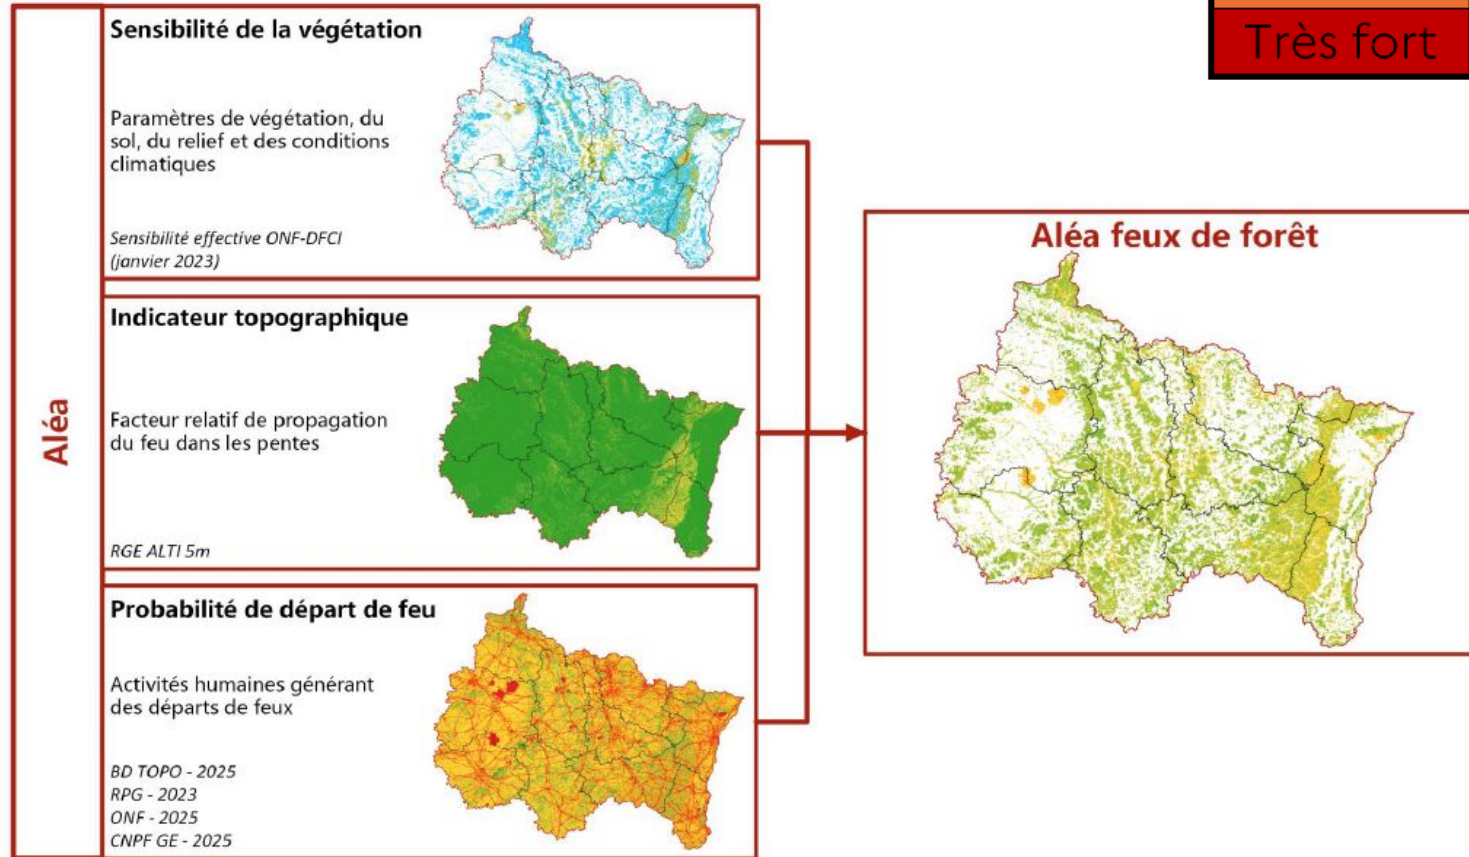 Très fort
Aléa
Sensibilité de la végétation
Paramètres de végétation, du
sol, du relief et des conditions
climatiques
Sensibilité effective ONF-DFCI
(janvier 2023)
Indicateur topographique
Facteur relatif de propagation
du feu dans les pentes
RGE ALTI 5m
Probabilité de départ de feu
Activités humaines générant
des départs de feux
BD TOPO - 2025
RPG - 2023
ONF - 2025
CNPF GE - 2025
Aléa feux de forêt